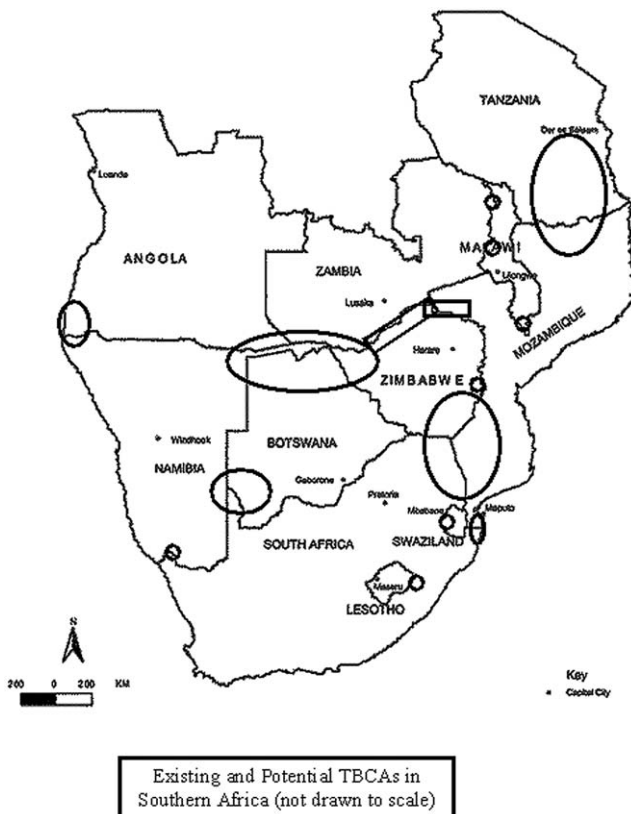 TANZANIA
Dar es Salaam
Luanda
ANGOLA
MALAWI
ZAMBIA
Lilongwe
Lusaka
MOZAMBIQUE
Harare
ZIMBABWE
Windhoek
BOTSWANA
NAMIBIA
Gaborone
Pretoria
Mbabane
Maputo
SOUTH AFRICA
SWAZILAND
Maseru
LESOTHO
S
200 0 200 KM
Key
Capital City
Existing and Potential TBCAs in
Southern Africa (not drawn to scale)